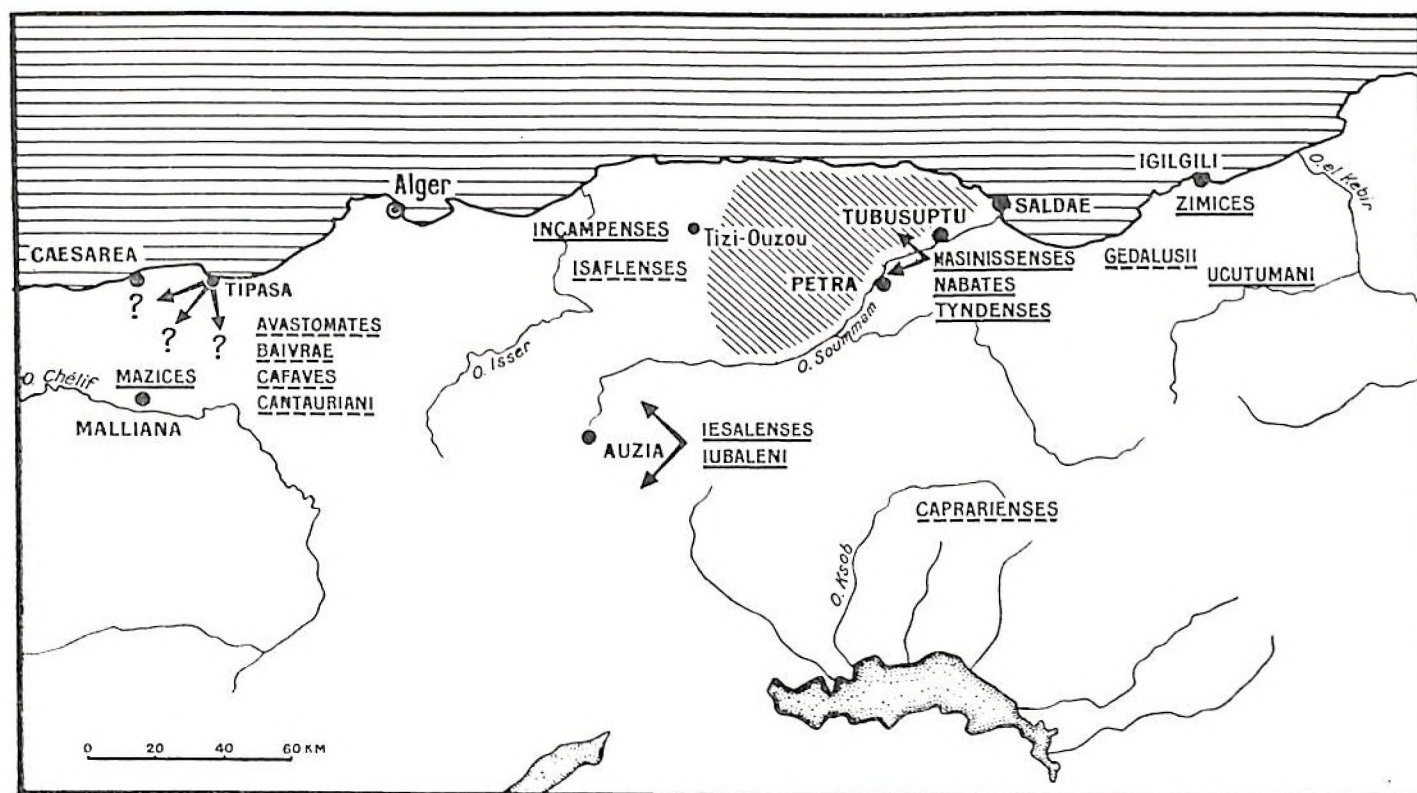 IGILGILI
O. el Kebir
Alger
SALDAE
ZIMICES
TUBUSUPTU
INCAMPENSES
Tizi-Ouzou
CAESAREA
ISAFLENSES
MASINISSENSES
GEDALUSII
UCUTUMANI
PETRA
NABATES
TYNDENSES
TIPASA
?
?
?
AVASTOMATES
BAIVRAE
CAFAVES
CANTAURIANI
O. Soummam
O. Isser
O. Chélif
MAZICES
MALLIANA
AUZIA
IESALENSES
IUBALENI
CAPRARIENSES
O. Ksob
0 20 40 60 KM